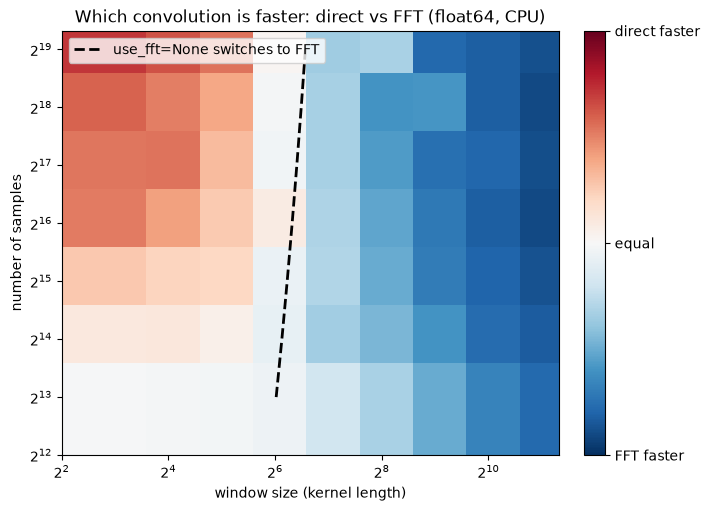 Which convolution is faster: direct vs FFT (float64, CPU)
use_fft=None switches to FFT
number of samples
2^19
2^18
2^17
2^16
2^15
2^14
2^13
2^12
2^2
2^4
2^6
2^8
2^10
window size (kernel length)
direct faster
equal
FFT faster